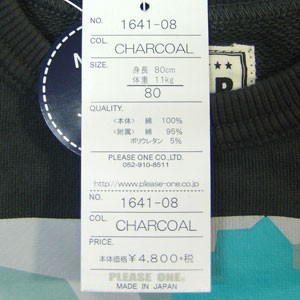 NO. 1641-08
COL. CHARCOAL
SIZE. 身長 80cm
体重 11kg
80
QUALITY.
<本体> 綿 100%
<附属> 綿 95%
ポリウレタン 5%
PLEASE ONE CO.,LTD.
052-910-8511
http://www.please-one.co.jp
NO. 1641-08
COL. CHARCOAL
PRICE.
本体価格 ¥4,800+税
PLEASE ONE.
MADE IN JAPAN